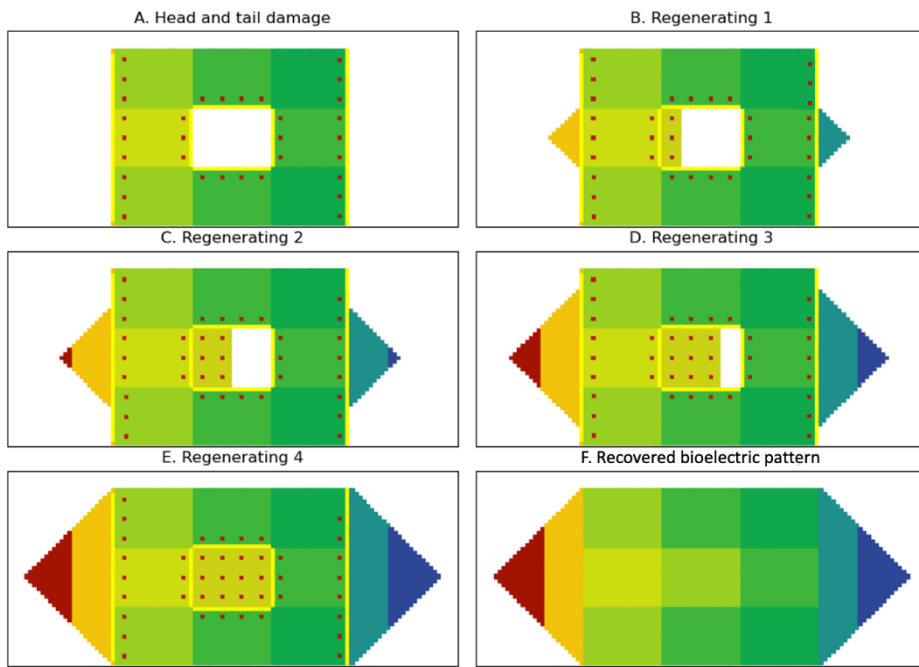 A. Head and tail damage
B. Regenerating 1
C. Regenerating 2
D. Regenerating 3
E. Regenerating 4
F. Recovered bioelectric pattern